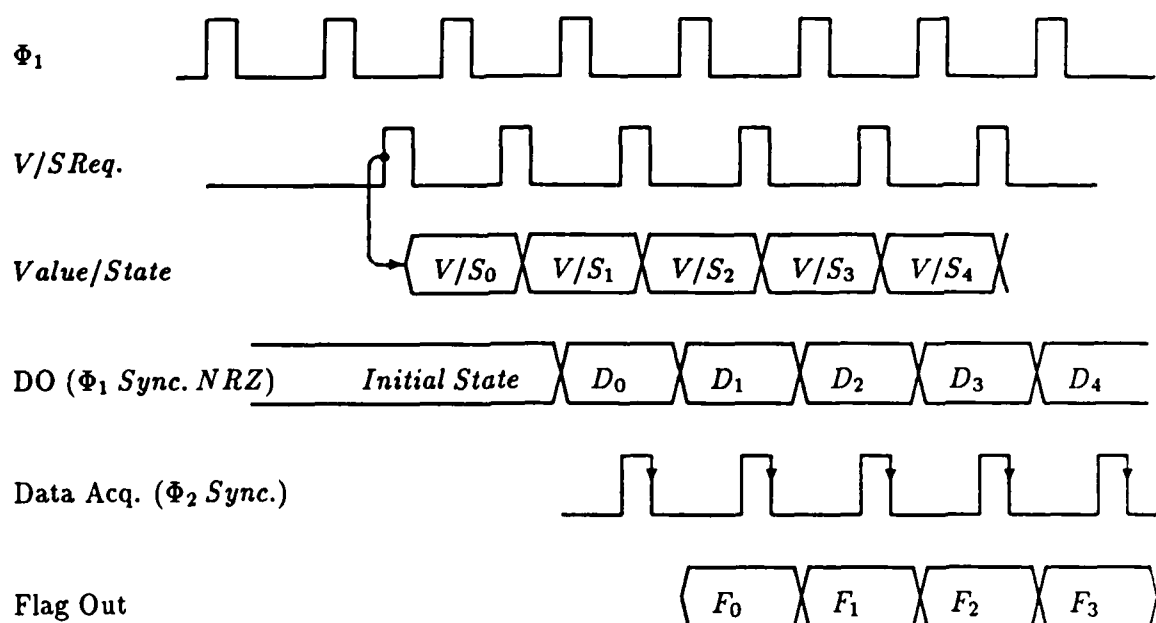 Φ₁
V/S Req.
Value/State V/S₀ V/S₁ V/S₂ V/S₃ V/S₄
DO (Φ₁ Sync. NRZ) Initial State D₀ D₁ D₂ D₃ D₄
Data Acq. (Φ₂ Sync.)
Flag Out F₀ F₁ F₂ F₃